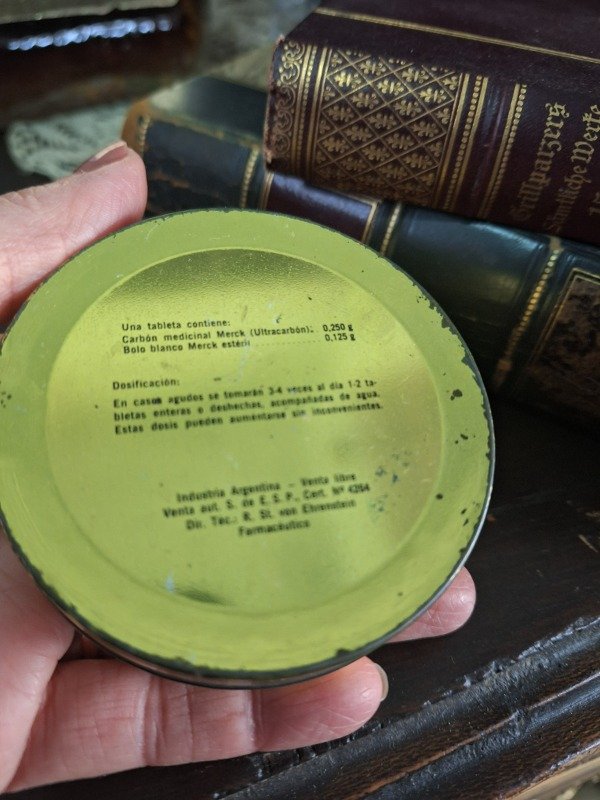 Una tableta contiene:
Carbón medicinal Merck (Ultracarbón): 0,250 g
Bolo blanco Merck estéril 0,125 g
Dosificación:
En casos agudos se tomarán 3-4 veces al día 1-2 ta-
bletas enteras o deshechas, acompañadas de agua.
Estas dosis pueden aumentarse sin inconvenientes.
Industria Argentina - Venta libre
Venta aut. S. de E. S. P., Cert. Nº 4264
Dir. Téc.: R. St. von Ehrenstein
Farmacéutico
Grillparzers
Sämtliche Werke